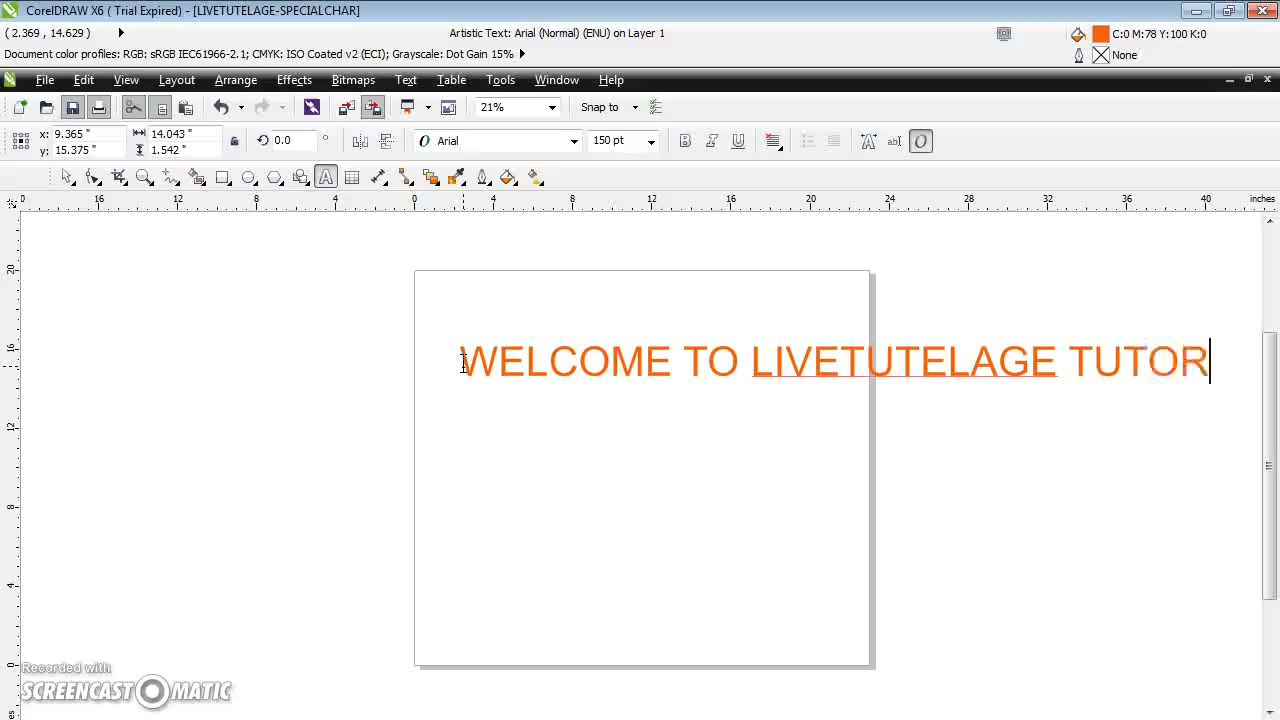 CorelDRAW X6 ( Trial Expired) - [LIVETUTELAGE-SPECIALCHAR]
( 2.369 , 14.629 )
Artistic Text: Arial (Normal) (ENU) on Layer 1
C:0 M:78 Y:100 K:0
Document color profiles: RGB: sRGB IEC61966-2.1; CMYK: ISO Coated v2 (ECI); Grayscale: Dot Gain 15%
None
File Edit View Layout Arrange Effects Bitmaps Text Table Tools Window Help
21% Snap to
x: 9.365 " 14.043 " 0.0 ° O Arial 150 pt B I U A ab| O
y: 15.375 " 1.542 "
0 16 12 8 4 0 4 8 12 16 20 24 28 32 36 40 inches
20
16
WELCOME TO LIVETUTELAGE TUTOR
12
8
4
0
Recorded with
SCREENCAST O MATIC